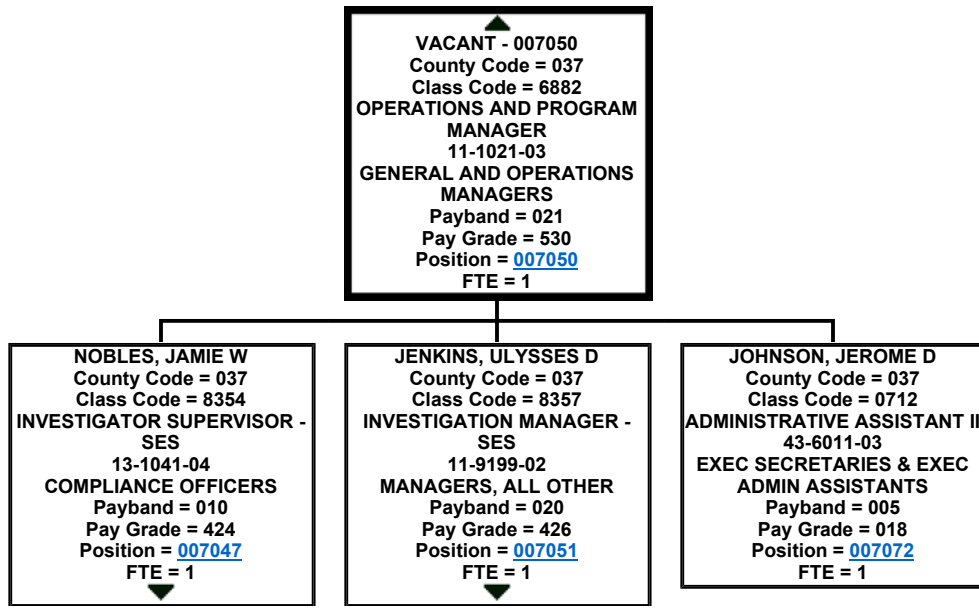 VACANT - 007050
County Code = 037
Class Code = 6882
OPERATIONS AND PROGRAM
MANAGER
11-1021-03
GENERAL AND OPERATIONS
MANAGERS
Payband = 021
Pay Grade = 530
Position = 007050
FTE = 1
NOBLES, JAMIE W
County Code = 037
Class Code = 8354
INVESTIGATOR SUPERVISOR -
SES
13-1041-04
COMPLIANCE OFFICERS
Payband = 010
Pay Grade = 424
Position = 007047
FTE = 1
JENKINS, ULYSSES D
County Code = 037
Class Code = 8357
INVESTIGATION MANAGER -
SES
11-9199-02
MANAGERS, ALL OTHER
Payband = 020
Pay Grade = 426
Position = 007051
FTE = 1
JOHNSON, JEROME D
County Code = 037
Class Code = 0712
ADMINISTRATIVE ASSISTANT II
43-6011-03
EXEC SECRETARIES & EXEC
ADMIN ASSISTANTS
Payband = 005
Pay Grade = 018
Position = 007072
FTE = 1